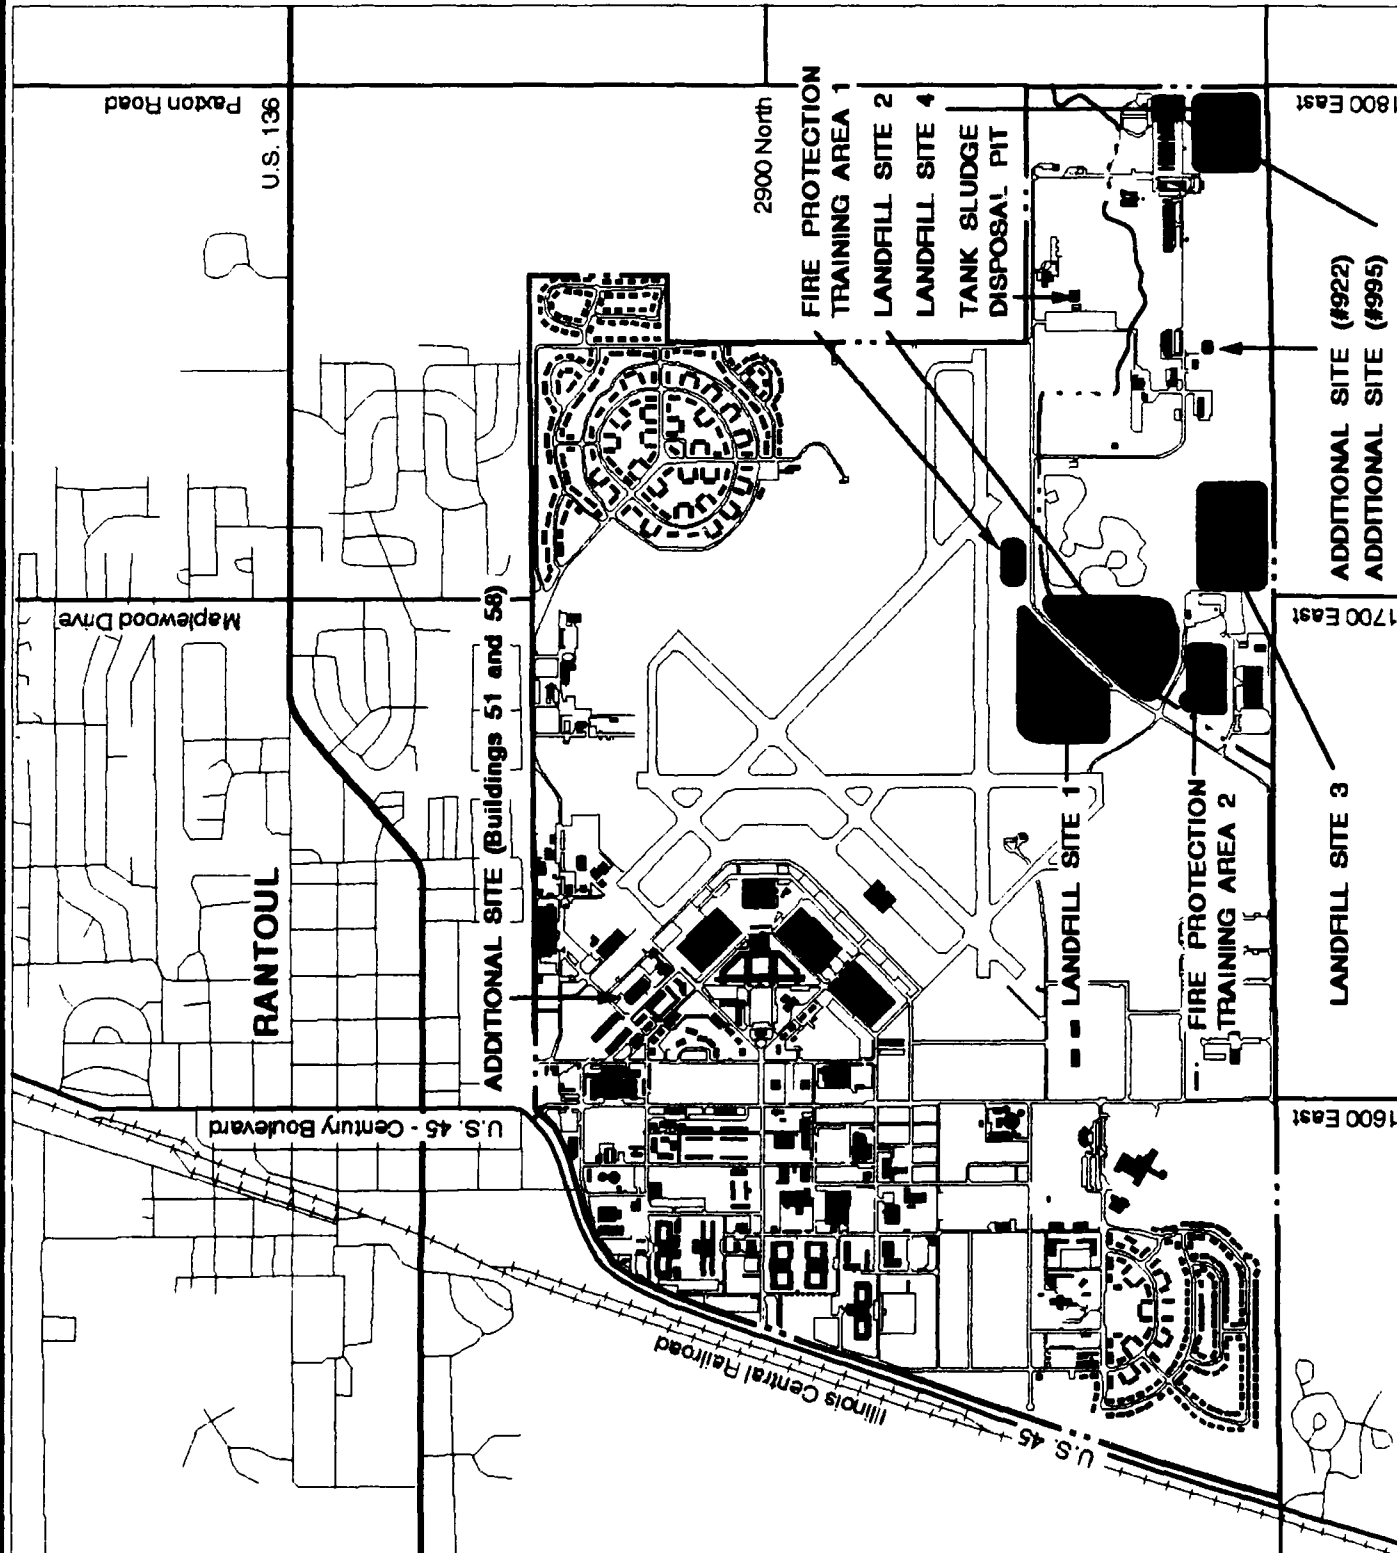 Paxton Road
U.S. 136
2900 North
FIRE PROTECTION
TRAINING AREA 1
LANDFILL SITE 2
LANDFILL SITE 4
TANK SLUDGE
DISPOSAL PIT
1800 East
ADDITIONAL SITE (#922)
ADDITIONAL SITE (#995)
Maplewood Drive
RANTOUL
ADDITIONAL SITE (Buildings 51 and 58)
1700 East
LANDFILL SITE 1
FIRE PROTECTION
TRAINING AREA 2
LANDFILL SITE 3
U.S. 45 - Century Boulevard
1600 East
Illinois Central Railroad
U.S. 45